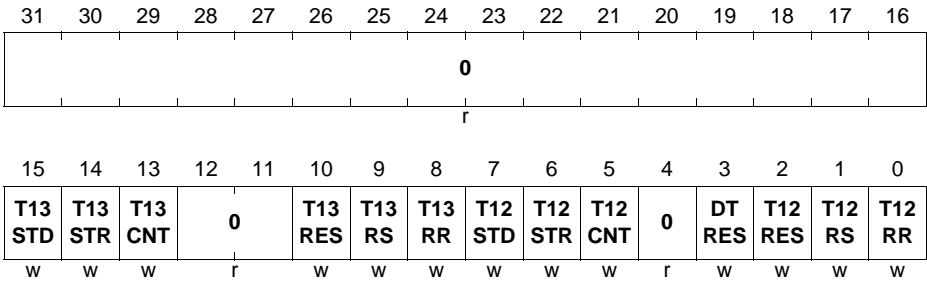 31 30 29 28 27 26 25 24 23 22 21 20 19 18 17 16
0
r
15 14 13 12 11 10 9 8 7 6 5 4 3 2 1 0
T13 T13 T13 0 T13 T13 T13 T12 T12 T12 0 DT T12 T12 T12
STD STR CNT RES RS RR STD STR CNT RES RES RS RR
w w w r w w w w w w r w w w w